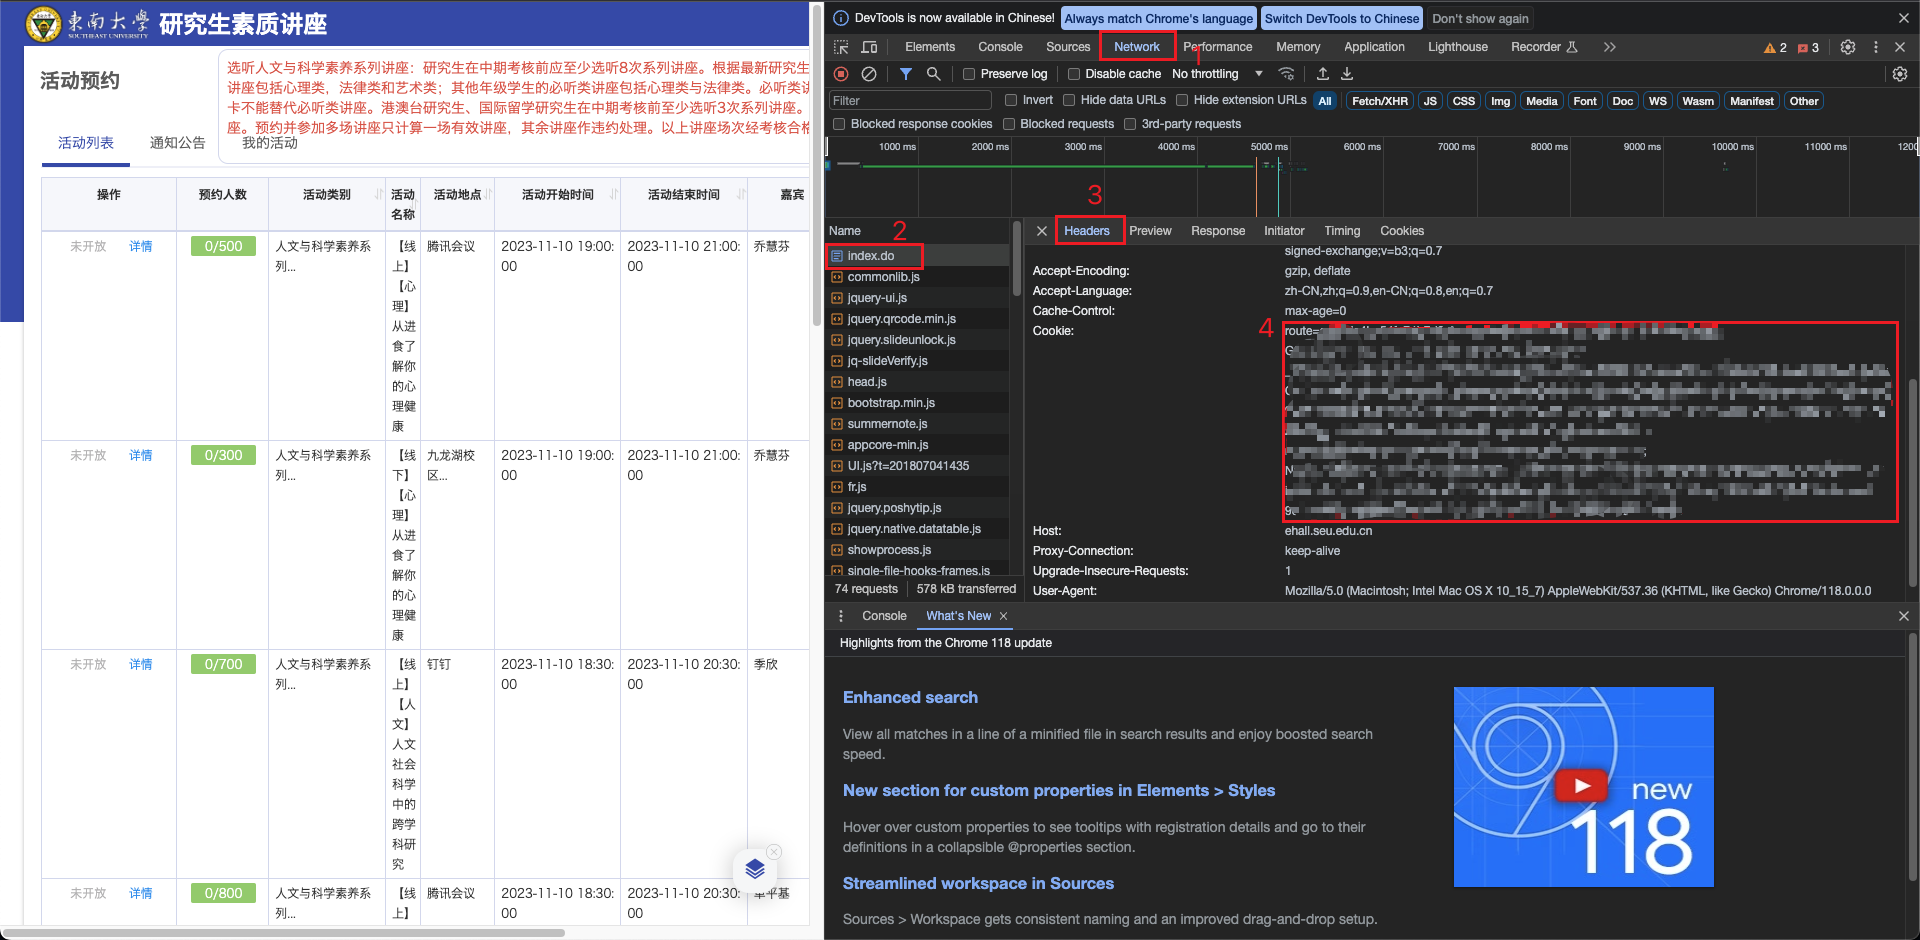 東南大學
SOUTHEAST UNIVERSITY
研究生素质讲座
活动预约
选听人文与科学素养系列讲座：研究生在中期考核前应至少选听8次系列讲座。根据最新研究生
讲座包括心理类，法律类和艺术类；其他年级学生的必听类讲座包括心理类与法律类。必听类讲
卡不能替代必听类讲座。港澳台研究生、国际留学研究生在中期考核前至少选听3次系列讲座。
座。预约并参加多场讲座只计算一场有效讲座，其余讲座作违约处理。以上讲座场次经考核合格
活动列表 通知公告 我的活动
操作 预约人数 活动类别 活动名称 活动地点 活动开始时间 活动结束时间 嘉宾
未开放 详情 0/500 人文与科学素养系列... 【线上】【心理】从进食了解你的心理健康 腾讯会议 2023-11-10 19:00:00 2023-11-10 21:00:00 乔慧芬
未开放 详情 0/300 人文与科学素养系列... 【线下】【心理】从进食了解你的心理健康 九龙湖校区... 2023-11-10 19:00:00 2023-11-10 21:00:00 乔慧芬
未开放 详情 0/700 人文与科学素养系列... 【线上】【人文】人文社会科学中的跨学科研究 钉钉 2023-11-10 18:30:00 2023-11-10 20:30:00 季欣
未开放 详情 0/800 人文与科学素养系列... 【线上】 腾讯会议 2023-11-10 18:30:00 2023-11-10 20:30:00 平基
DevTools is now available in Chinese! Always match Chrome's language Switch DevTools to Chinese Don't show again
Elements Console Sources Network Performance Memory Application Lighthouse Recorder 2 3
1
Preserve log Disable cache No throttling
Filter Invert Hide data URLs Hide extension URLs All Fetch/XHR JS CSS Img Media Font Doc WS Wasm Manifest Other
Blocked response cookies Blocked requests 3rd-party requests
1000 ms 2000 ms 3000 ms 4000 ms 5000 ms 6000 ms 7000 ms 8000 ms 9000 ms 10000 ms 11000 ms 1200
2
3
Name
index.do
commonlib.js
jquery-ui.js
jquery.qrcode.min.js
jquery.slideunlock.js
jq-slideVerify.js
head.js
bootstrap.min.js
summernote.js
appcore-min.js
UI.js?t=201807041435
fr.js
jquery.poshytip.js
jquery.native.datatable.js
showprocess.js
single-file-hooks-frames.js
74 requests 578 kB transferred
Headers Preview Response Initiator Timing Cookies
signed-exchange;v=b3;q=0.7
Accept-Encoding: gzip, deflate
Accept-Language: zh-CN,zh;q=0.9,en-CN;q=0.8,en;q=0.7
Cache-Control: max-age=0
Cookie: 4 route=
Host: ehall.seu.edu.cn
Proxy-Connection: keep-alive
Upgrade-Insecure-Requests: 1
User-Agent: Mozilla/5.0 (Macintosh; Intel Mac OS X 10_15_7) AppleWebKit/537.36 (KHTML, like Gecko) Chrome/118.0.0.0
Console What's New
Highlights from the Chrome 118 update
Enhanced search
View all matches in a line of a minified file in search results and enjoy boosted search
speed.
New section for custom properties in Elements > Styles
Hover over custom properties to see tooltips with registration details and go to their
definitions in a collapsible @properties section.
Streamlined workspace in Sources
Sources > Workspace gets consistent naming and an improved drag-and-drop setup.
new
118